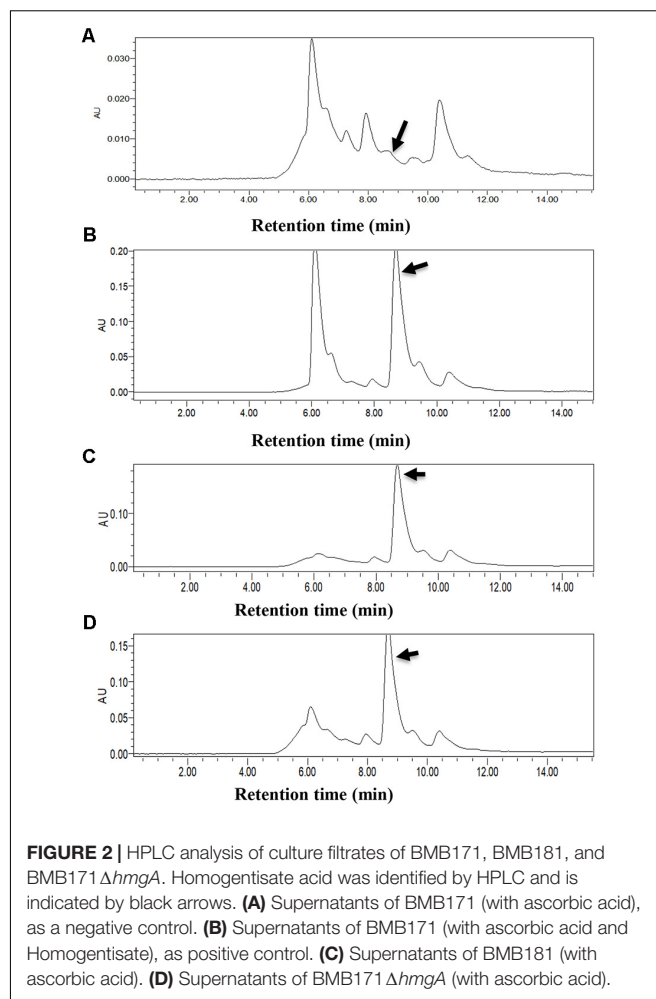 A
0.030
0.020
AU
0.010
0.000
2.00 4.00 6.00 8.00 10.00 12.00 14.00
Retention time (min)
B
0.20
0.15
AU
0.10
0.05
0.00
2.00 4.00 6.00 8.00 10.00 12.00 14.00
Retention time (min)
C
AU
0.10
0.00
2.00 4.00 6.00 8.00 10.00 12.00 14.00
Retention time (min)
D
0.15
AU
0.10
0.05
0.00
2.00 4.00 6.00 8.00 10.00 12.00 14.00
Retention time (min)
FIGURE 2 | HPLC analysis of culture filtrates of BMB171, BMB181, and
BMB171ΔhmgA. Homogentisate acid was identified by HPLC and is
indicated by black arrows. (A) Supernatants of BMB171 (with ascorbic acid),
as a negative control. (B) Supernatants of BMB171 (with ascorbic acid and
Homogentisate), as positive control. (C) Supernatants of BMB181 (with
ascorbic acid). (D) Supernatants of BMB171ΔhmgA (with ascorbic acid).